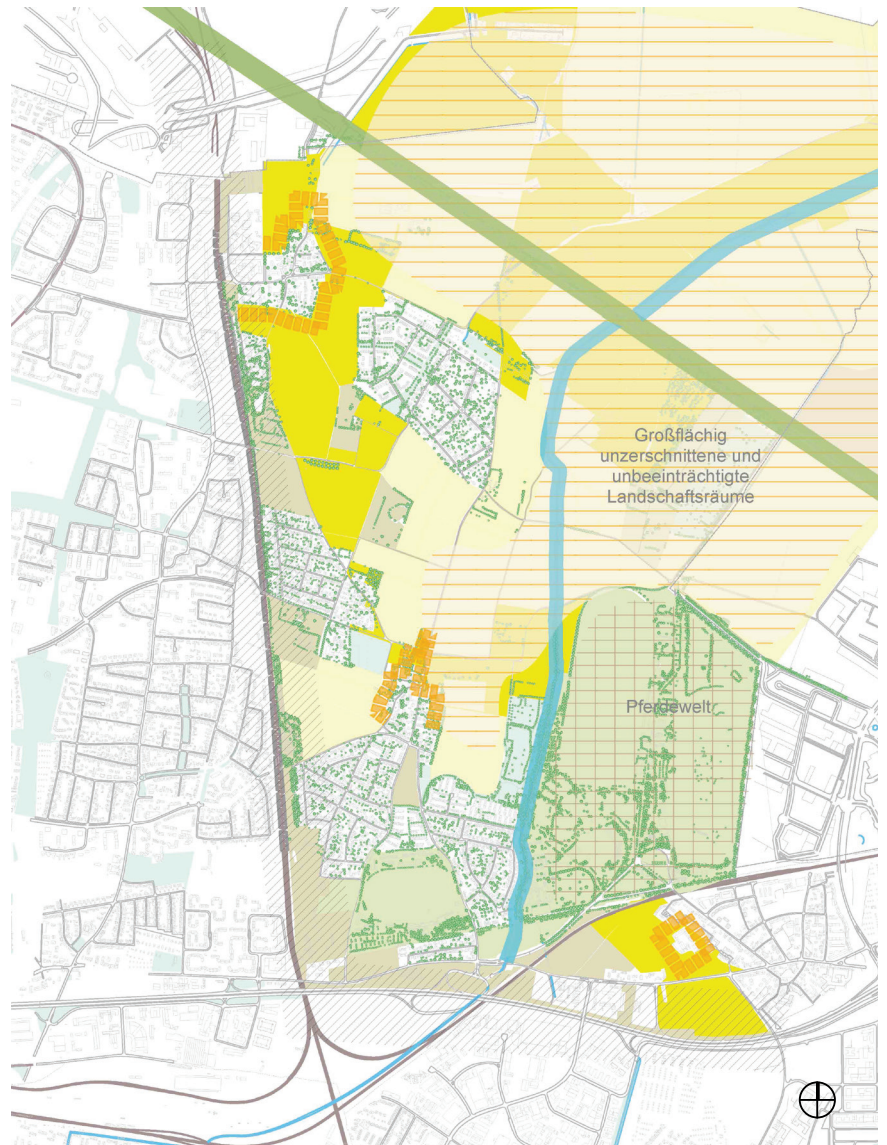 Großflächig
unzerschnittene und
unbeeinträchtigte
Landschaftsräume
Pferdewelt